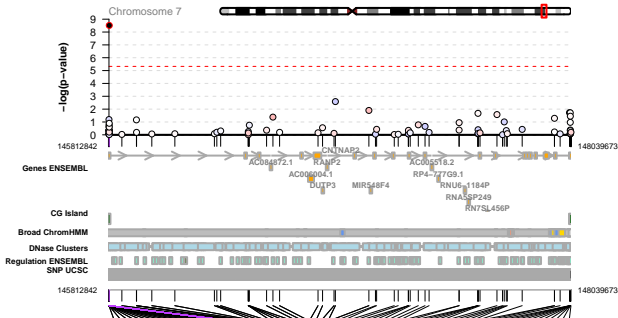 Chromosome 7
9
8
7
6
5
4
3
2
1
0
−log(p−value)
145812842
148039673
Genes ENSEMBL
CNTNAP2
AC084872.1
RANP2
AC005518.2
AC006004.1
RP4−777G9.1
DUTP3
MIR548F4
RNU6−1184P
RNA5SP249
RN7SL456P
CG Island
Broad ChromHMM
DNase Clusters
Regulation ENSEMBL
SNP UCSC
145812842
148039673